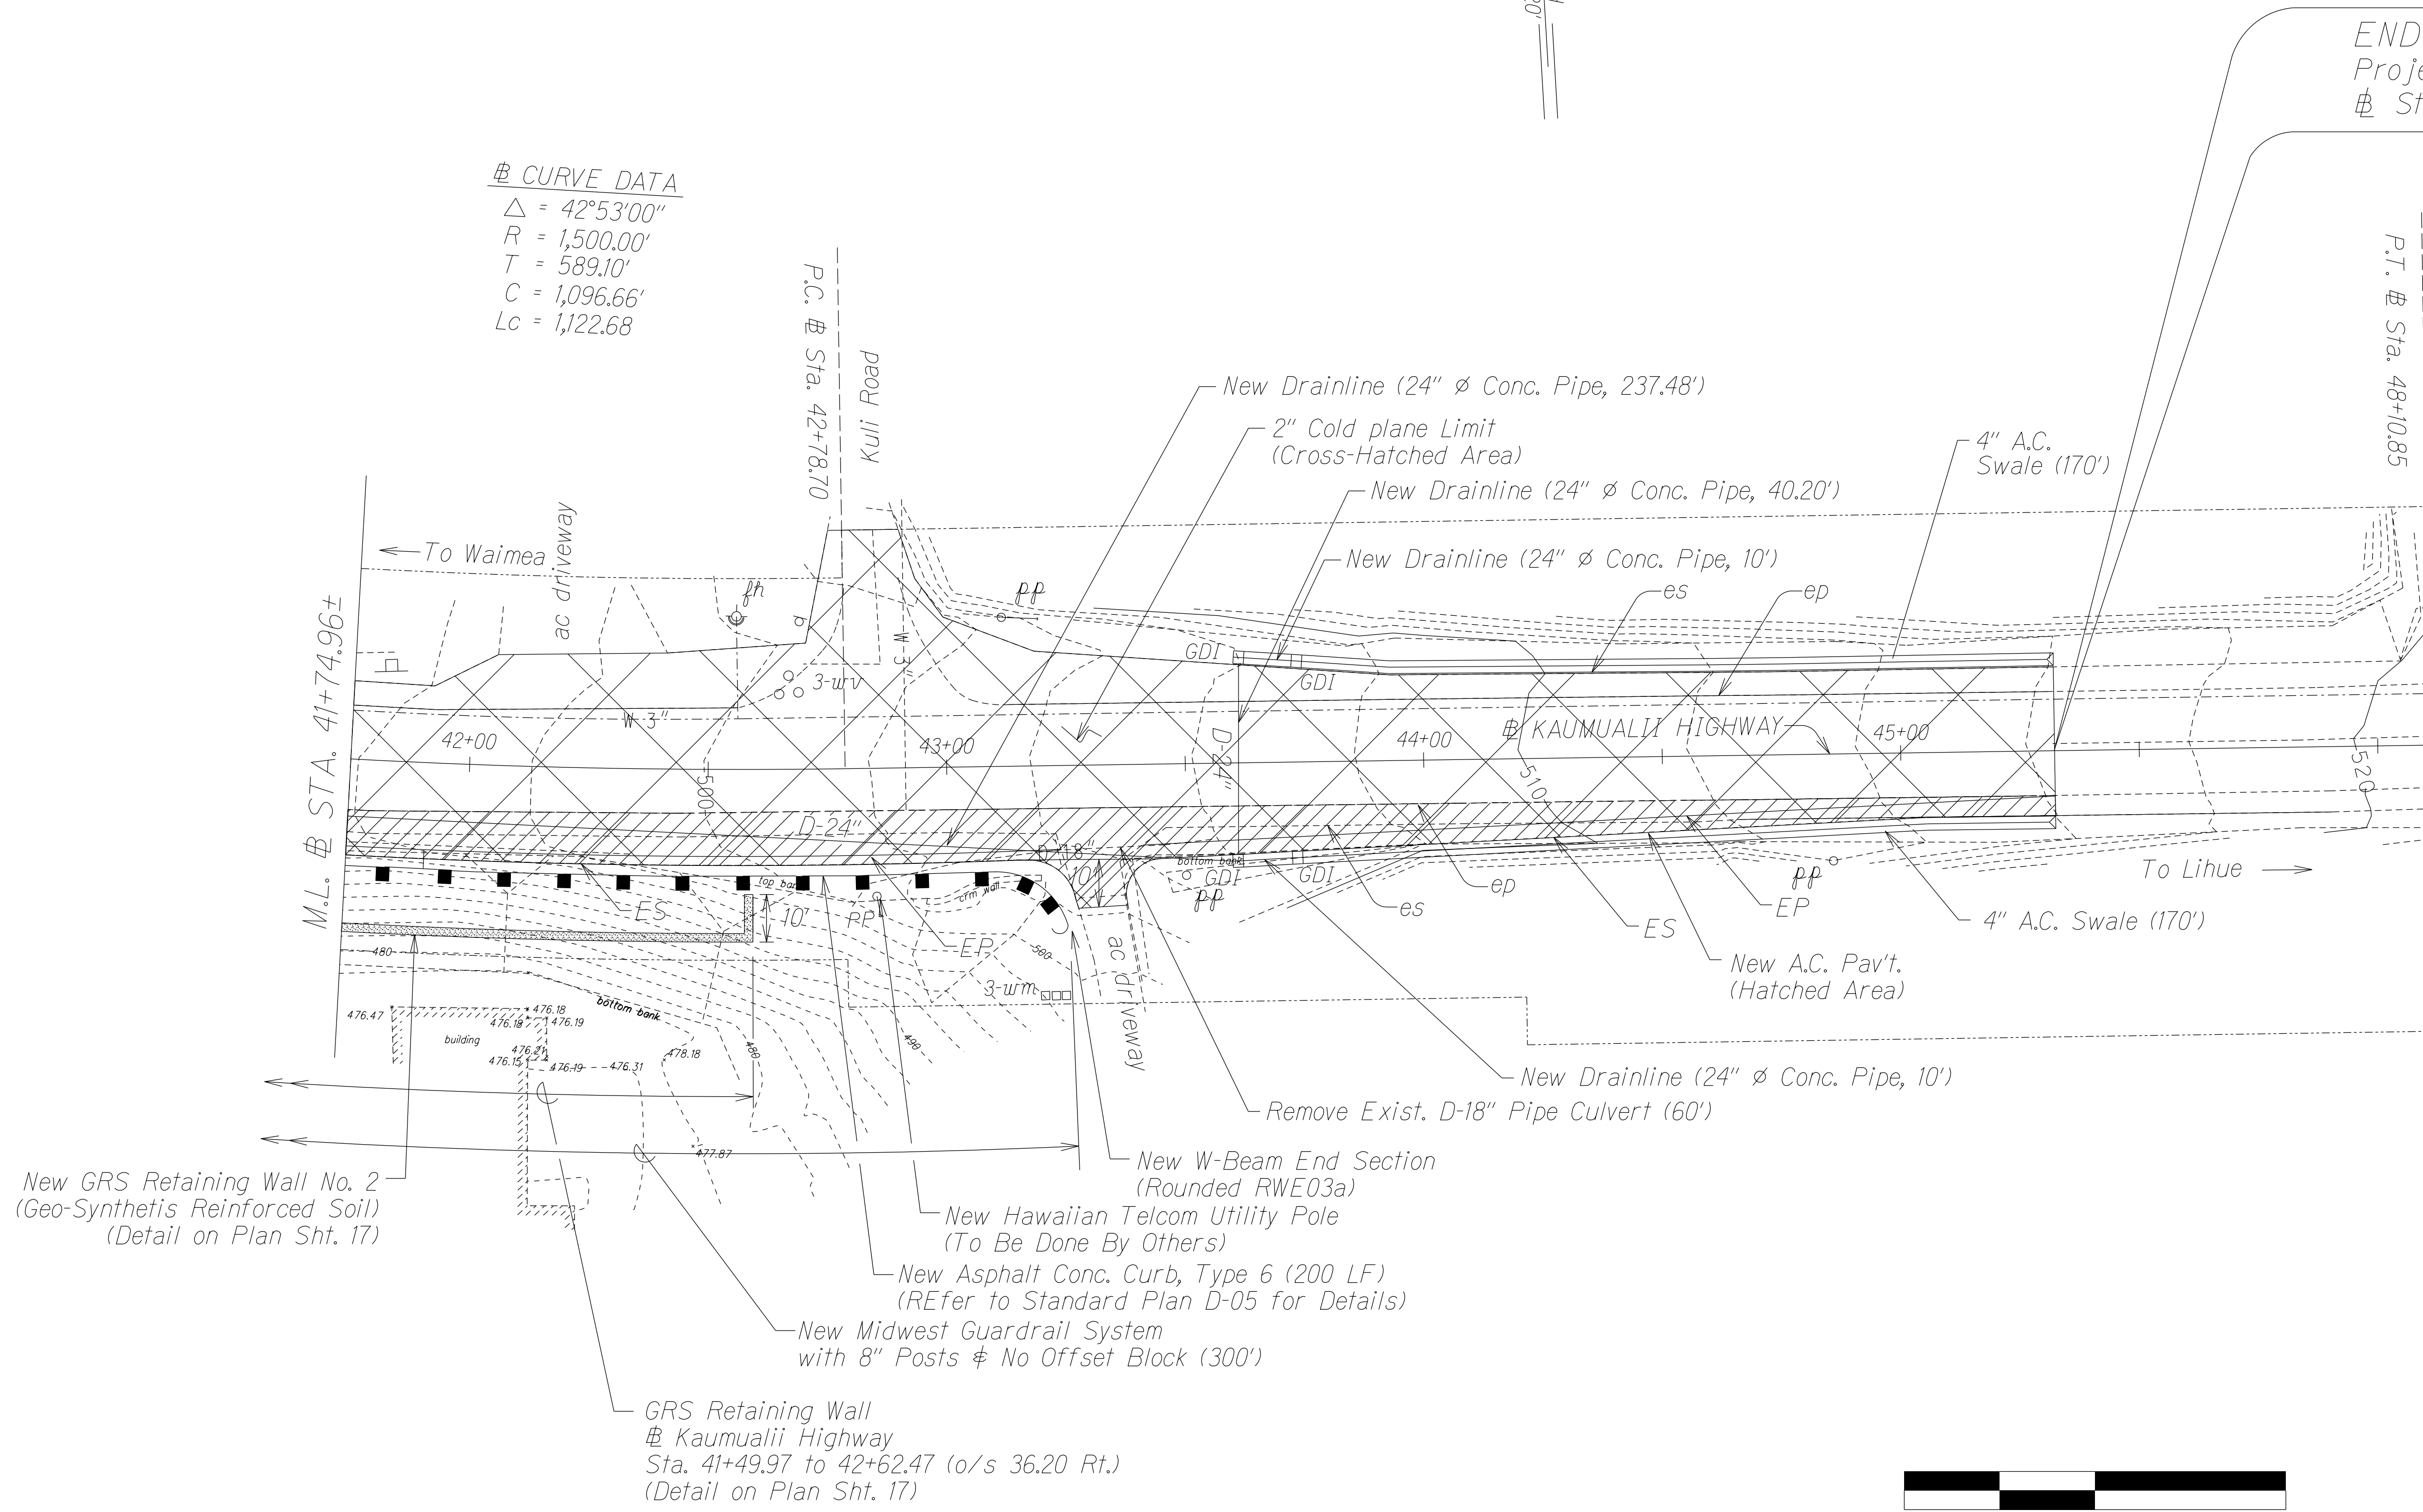 20'
END
Proje
℄ St
℄ CURVE DATA
△ = 42°53'00"
R = 1,500.00'
T = 589.10'
C = 1,096.66'
Lc = 1,122.68
P.C. ℄ Sta. 42+78.70
Kuli Road
P.T. ℄ Sta. 48+10.85
New Drainline (24" ⌀ Conc. Pipe, 237.48')
2" Cold plane Limit
(Cross-Hatched Area)
New Drainline (24" ⌀ Conc. Pipe, 40.20')
New Drainline (24" ⌀ Conc. Pipe, 10')
4" A.C.
Swale (170')
To Waimea
ac driveway
fh
pp
es
ep
GDI
GDI
3-wv
W 3"
W-3"
M.L. ℄ STA. 41+74.96±
42+00
43+00
44+00
45+00
℄ KAUMUALII HIGHWAY
D-24"
500
510
520
D-24"
D-18"
10'
bottom bank
GDI
GDI
pp
pp
To Lihue
top bank
crm wall
ES
10'
PP
EP
es
ep
ES
EP
4" A.C. Swale (170')
New A.C. Pav't.
(Hatched Area)
480
500
3-wm
ac driveway
476.47
476.18
476.18
476.19
bottom bank
building
476.21
476.15
476.19
476.31
478.18
480
490
477.87
New Drainline (24" ⌀ Conc. Pipe, 10')
Remove Exist. D-18" Pipe Culvert (60')
New W-Beam End Section
(Rounded RWE03a)
New GRS Retaining Wall No. 2
(Geo-Synthetis Reinforced Soil)
(Detail on Plan Sht. 17)
New Hawaiian Telcom Utility Pole
(To Be Done By Others)
New Asphalt Conc. Curb, Type 6 (200 LF)
(REfer to Standard Plan D-05 for Details)
New Midwest Guardrail System
with 8" Posts & No Offset Block (300')
GRS Retaining Wall
℄ Kaumualii Highway
Sta. 41+49.97 to 42+62.47 (o/s 36.20 Rt.)
(Detail on Plan Sht. 17)